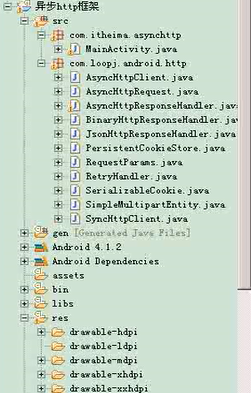 异步http框架
src
com.itheima.asynchttp
MainActivity.java
com.loopj.android.http
AsyncHttpClient.java
AsyncHttpRequest.java
AsyncHttpResponseHandler.java
BinaryHttpResponseHandler.java
JsonHttpResponseHandler.java
PersistentCookieStore.java
RequestParams.java
RetryHandler.java
SerializableCookie.java
SimpleMultipartEntity.java
SyncHttpClient.java
gen [Generated Java Files]
Android 4.1.2
Android Dependencies
assets
bin
libs
res
drawable-hdpi
drawable-ldpi
drawable-mdpi
drawable-xhdpi
drawable-xxhdpi